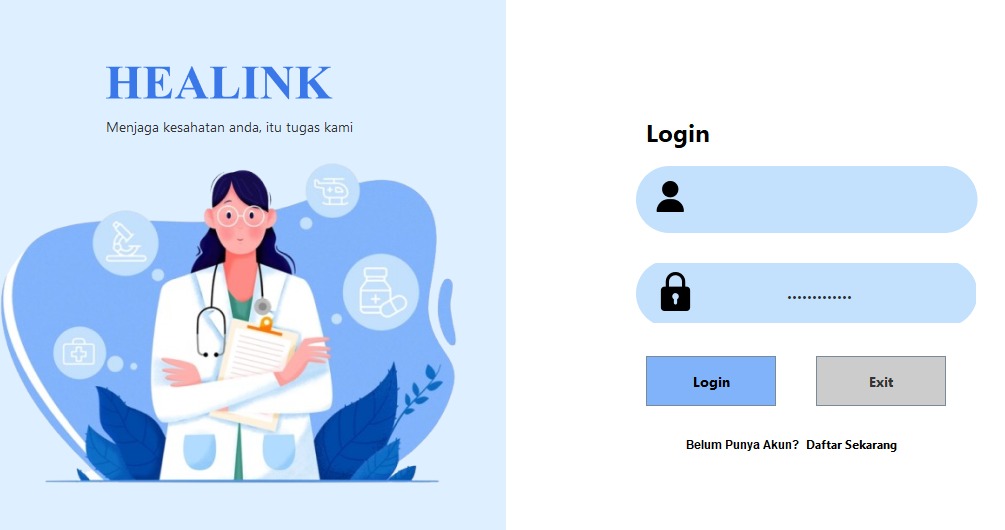 HEALINK
Menjaga kesahatan anda, itu tugas kami
Login
.............
Login
Exit
Belum Punya Akun? Daftar Sekarang